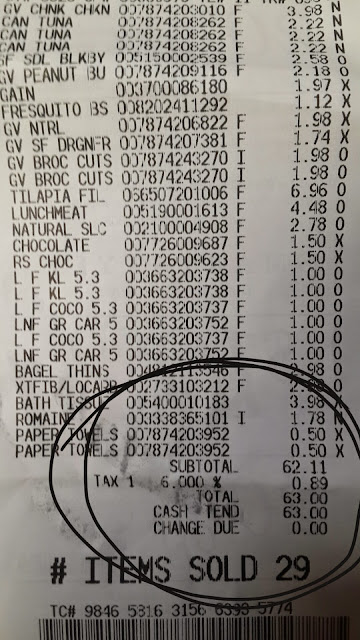 GV CHNK CHKN 3.98 N
CAN TUNA 007874208262 F 2.22 N
CAN TUNA 007874208262 F 2.22 N
CAN TUNA 007874208262 F 2.22 N
SF SDL BLKBY 005150002539 F 2.58 O
GV PEANUT BU 007874209116 F 2.18 O
GAIN 003700086180 1.97 X
FRESQUITO BS 008202411292 1.12 X
GV NTRL 007874206822 F 1.98 X
GV SF DRGNFR 007874207381 F 1.74 X
GV BROC CUTS 007874243270 I 1.98 O
GV BROC CUTS 007874243270 I 1.98 O
TILAPIA FIL 066507201006 F 6.96 O
LUNCHMEAT 005190001613 F 4.48 O
NATURAL SLC 002100004908 F 2.78 O
CHOCOLATE 007726009687 F 1.50 X
RS CHOC 007726009623 F 1.50 X
L F KL 5.3 003663203738 F 1.00 O
L F KL 5.3 003663203738 F 1.00 O
L F COCO 5.3 003663203737 F 1.00 O
LNF GR CAR 5 003663203752 F 1.00 O
L F COCO 5.3 003663203737 F 1.00 O
LNF GR CAR 5 003663203752 F 1.00 O
BAGEL THINS F 2.98 O
XTFIB/LOCARB 002733103212 F O
BATH TISSUE 005400010183 3.98 X
ROMAINE 003338365101 I 1.78 N
PAPER TOWELS 007874203952 0.50 X
PAPER TOWELS 007874203952 0.50 X
SUBTOTAL 62.11
TAX 1 6.000 % 0.89
TOTAL 63.00
CASH TEND 63.00
CHANGE DUE 0.00
# ITEMS SOLD 29
TC# 9846 5316 3156 6393 5774